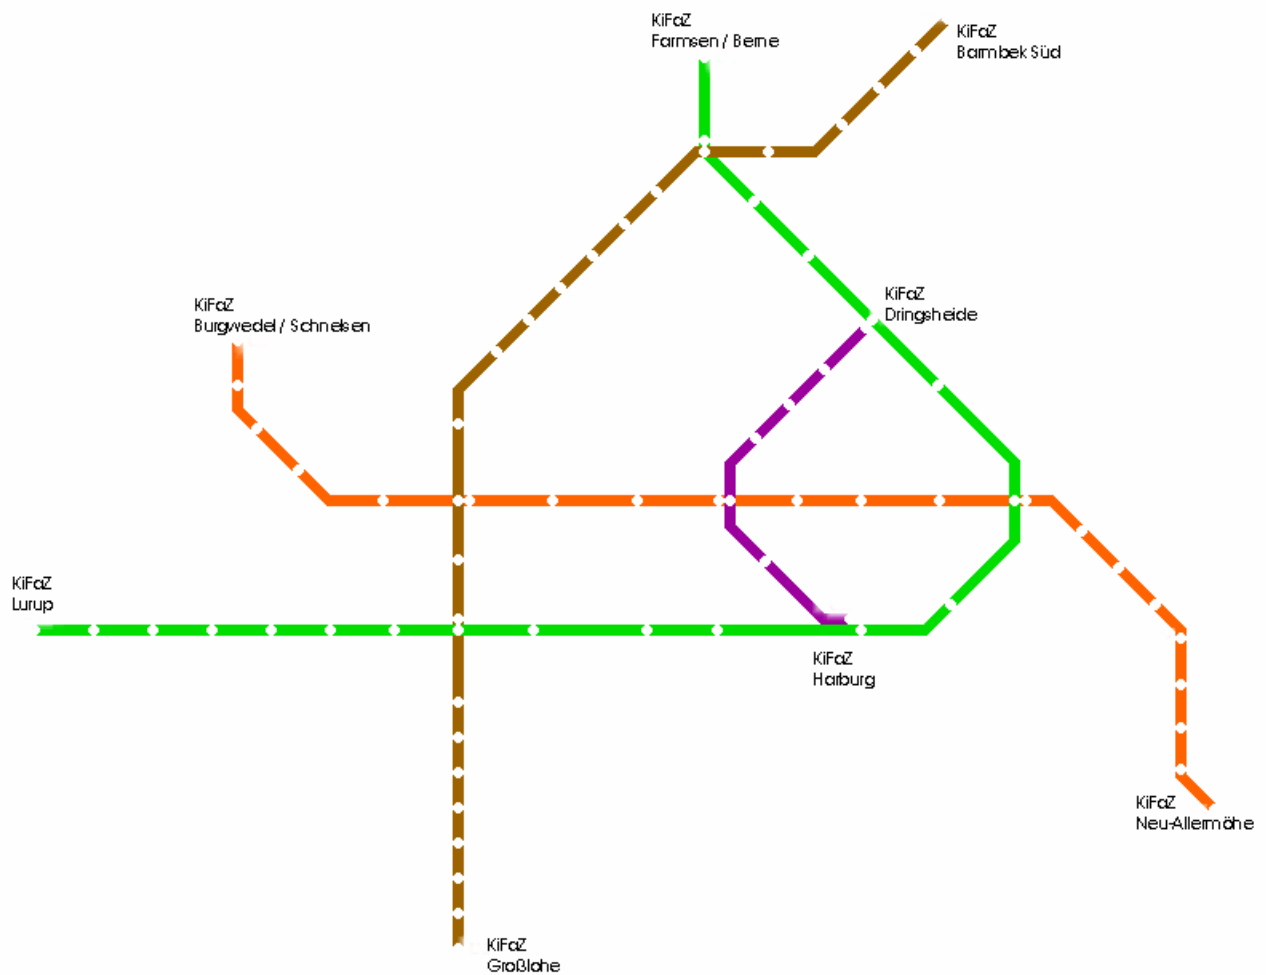 KiFaZ
Farmsen / Berne
KiFaZ
Barmbek Süd
KiFaZ
Dringsheide
KiFaZ
Burgwedel / Schnelsen
KiFaZ
Lurup
KiFaZ
Harburg
KiFaZ
Neu-Allermöhe
KiFaZ
Großlohe